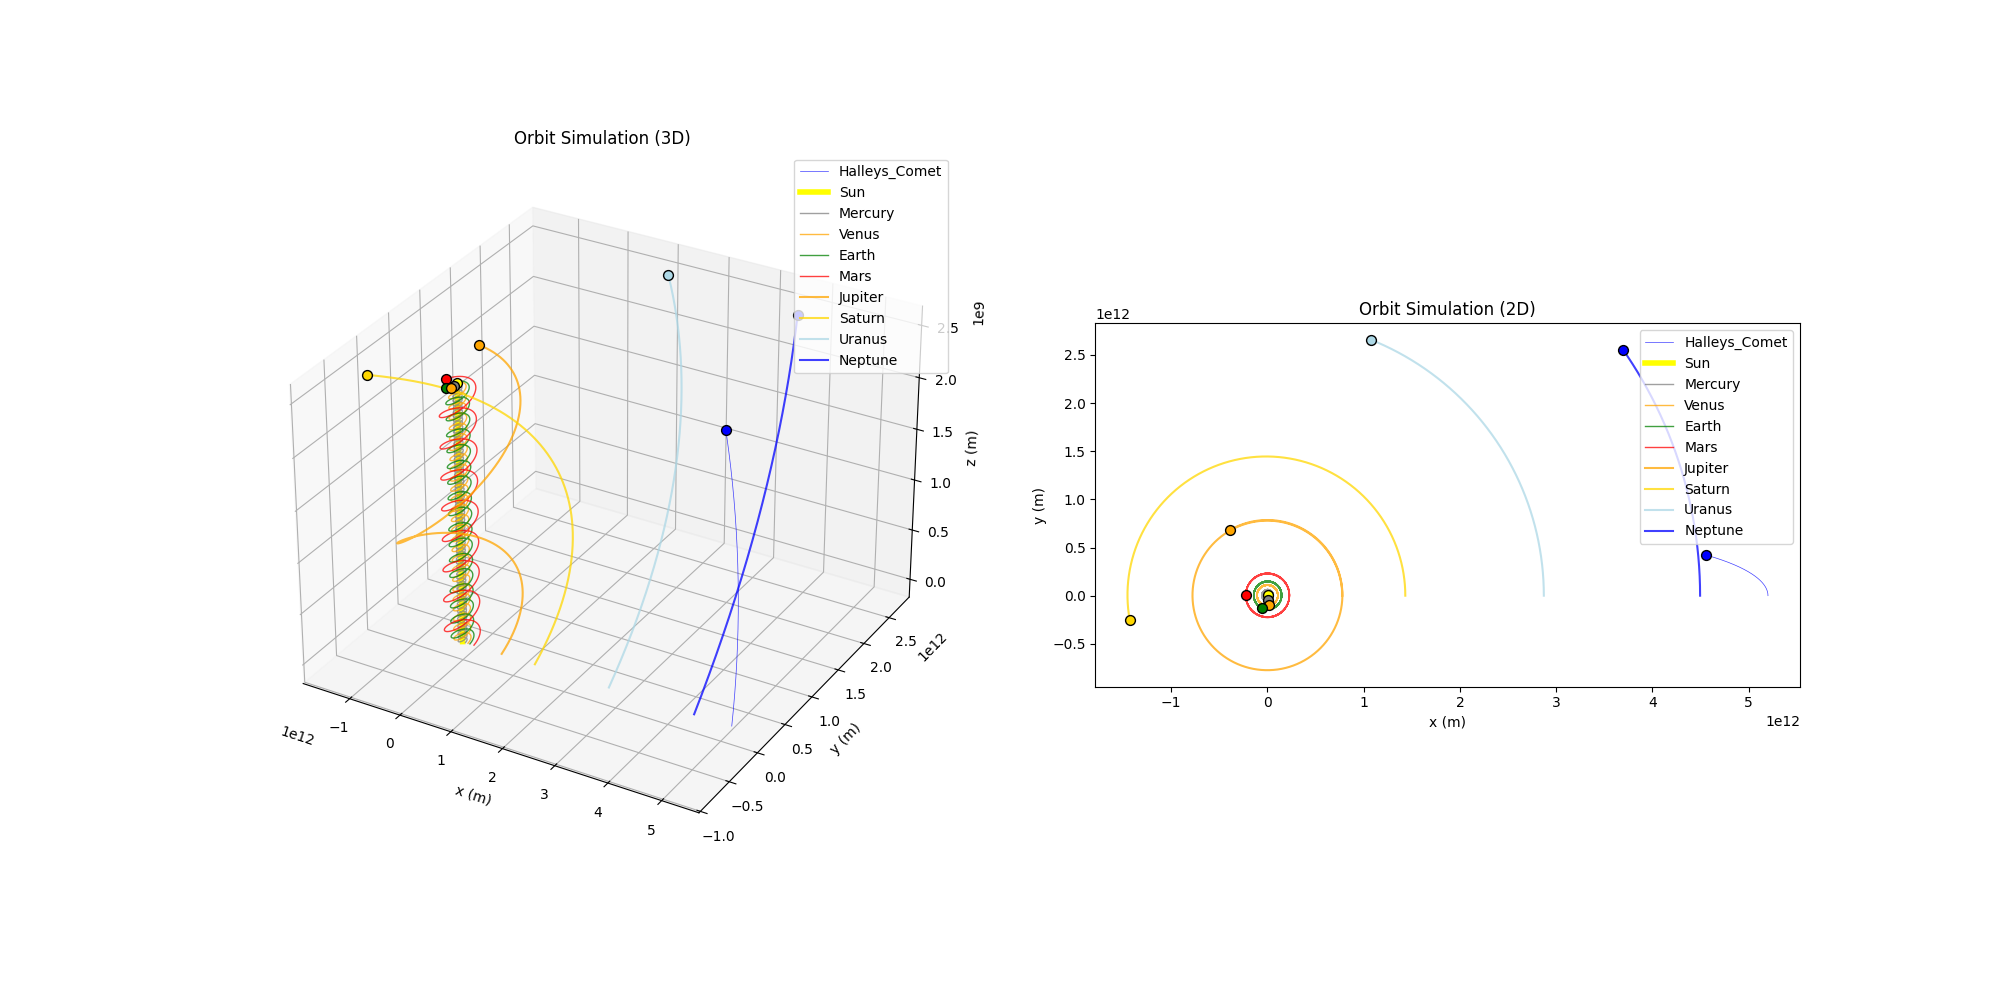 Orbit Simulation (3D)
Halleys_Comet
Sun
Mercury
Venus
Earth
Mars
Jupiter
Saturn
Uranus
Neptune
1e9
2.5
2.0
1.5
1.0
0.5
0.0
z (m)
1e12
−1
0
1
2
3
4
5
x (m)
1e12
2.5
2.0
1.5
1.0
0.5
0.0
−0.5
−1.0
y (m)
Orbit Simulation (2D)
1e12
2.5
2.0
1.5
1.0
0.5
0.0
−0.5
y (m)
Halleys_Comet
Sun
Mercury
Venus
Earth
Mars
Jupiter
Saturn
Uranus
Neptune
−1
0
1
2
3
4
5
x (m)
1e12